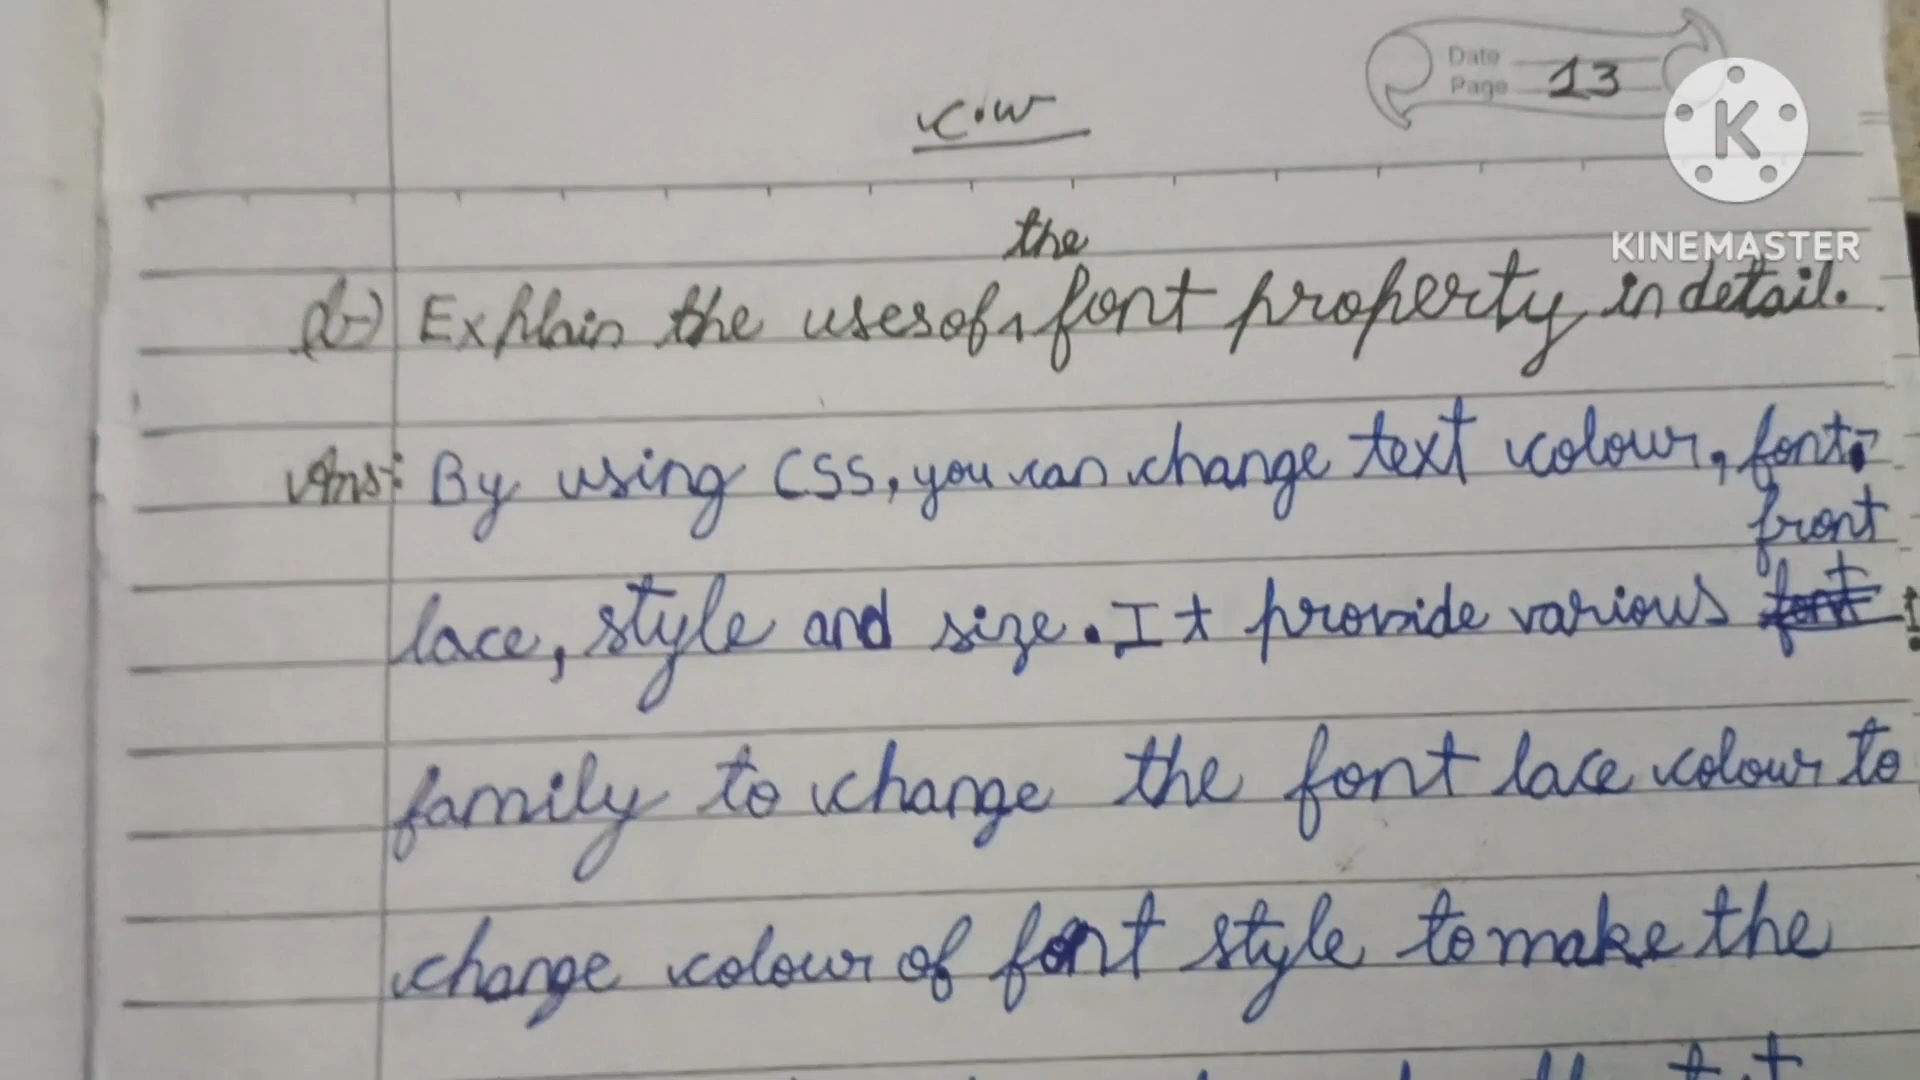 Date
Page 13
C.W
KINEMASTER
the
Explain the uses of ^ font property in detail.
Ans: By using CSS, you can change text colour, font
front
lace, style and size. It provide various font
family to change the font lace colour to
change colour of font style to make the